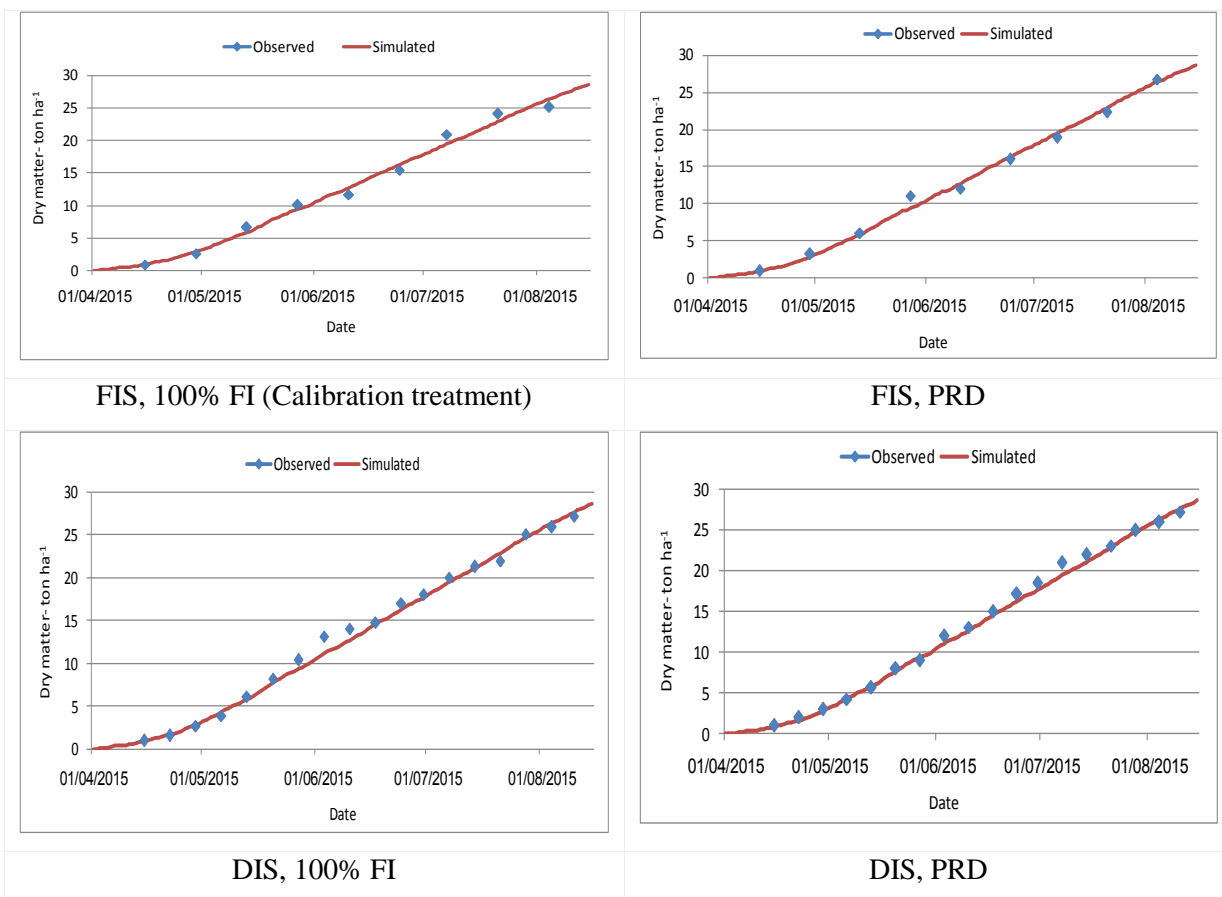 Observed Simulated
Dry matter- ton ha⁻¹
30
25
20
15
10
5
0
01/04/2015 01/05/2015 01/06/2015 01/07/2015 01/08/2015
Date
FIS, 100% FI (Calibration treatment)
Observed Simulated
Dry matter- ton ha⁻¹
30
25
20
15
10
5
0
01/04/2015 01/05/2015 01/06/2015 01/07/2015 01/08/2015
Date
FIS, PRD
Observed Simulated
Dry matter- ton ha⁻¹
30
25
20
15
10
5
0
01/04/2015 01/05/2015 01/06/2015 01/07/2015 01/08/2015
Date
DIS, 100% FI
Observed Simulated
Dry matter- ton ha⁻¹
30
25
20
15
10
5
0
01/04/2015 01/05/2015 01/06/2015 01/07/2015 01/08/2015
Date
DIS, PRD